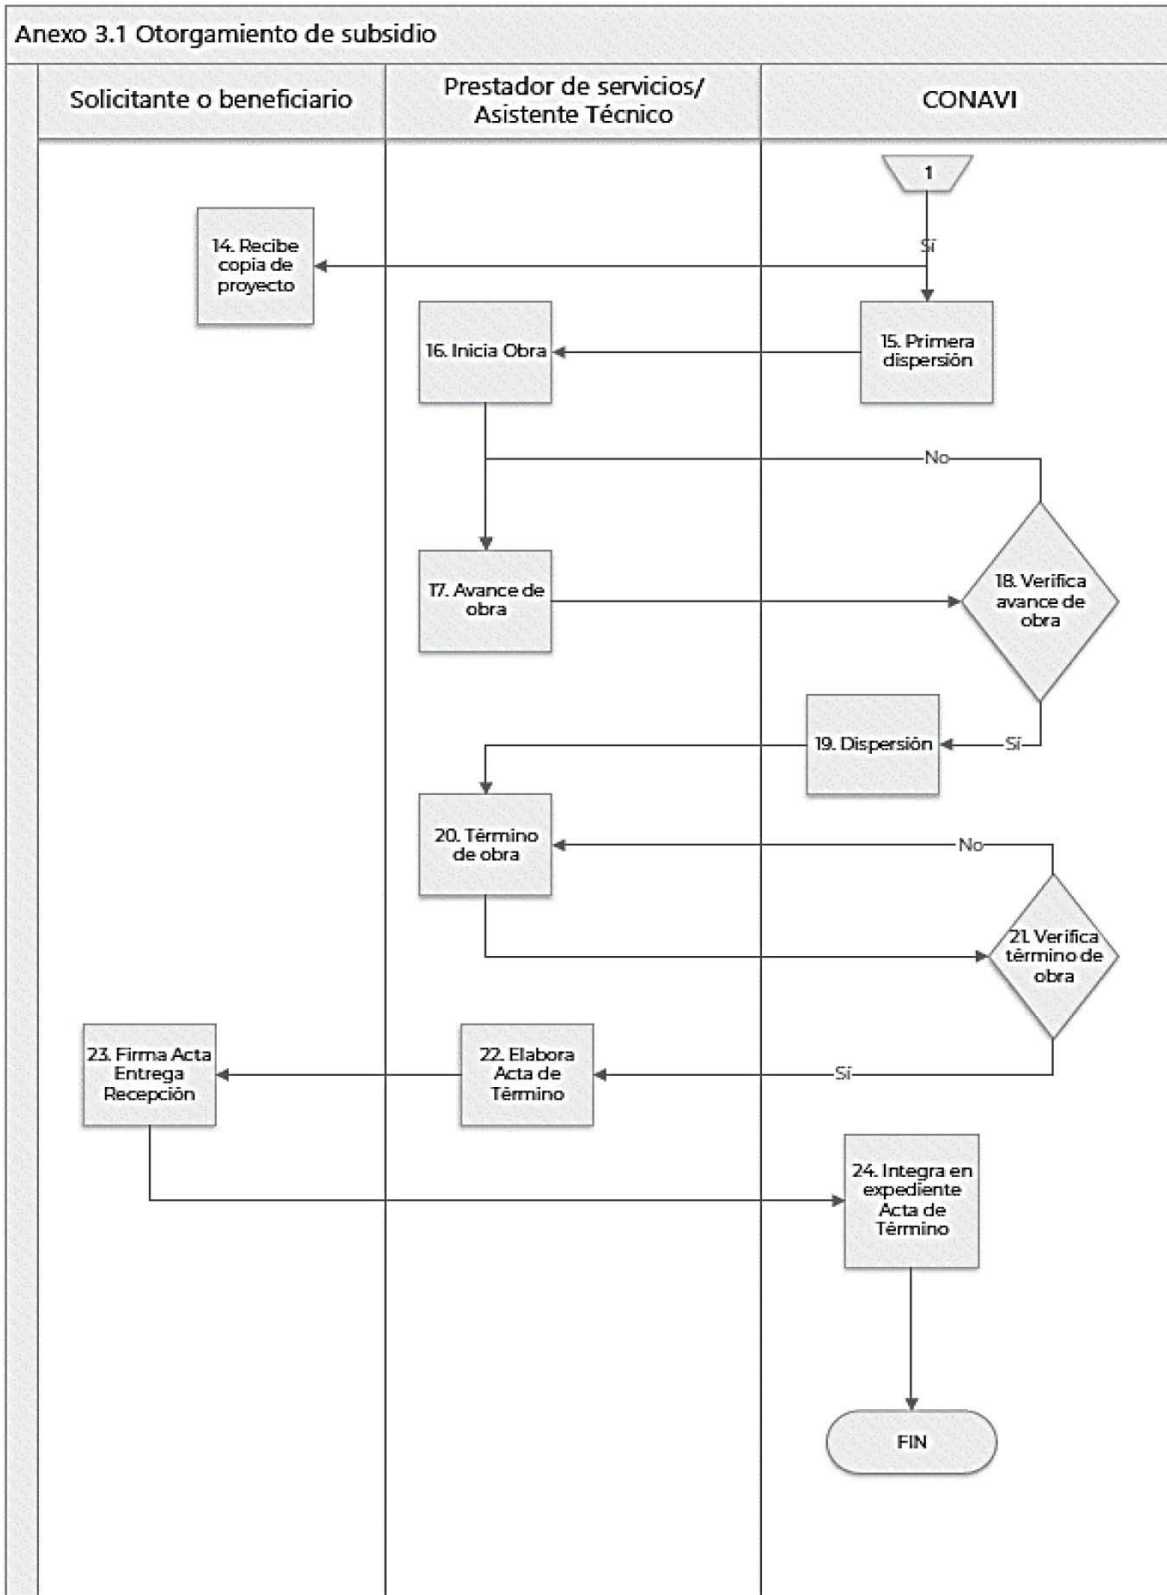 Anexo 3.1 Otorgamiento de subsidio
Solicitante o beneficiario
Prestador de servicios/
Asistente Técnico
CONAVI
1
Sí
14. Recibe
copia de
proyecto
15. Primera
dispersión
16. Inicia Obra
No
17. Avance de
obra
18. Verifica
avance de
obra
Sí
19. Dispersión
20. Término
de obra
No
21. Verifica
término de
obra
Sí
22. Elabora
Acta de
Término
23. Firma Acta
Entrega
Recepción
24. Integra en
expediente
Acta de
Término
FIN